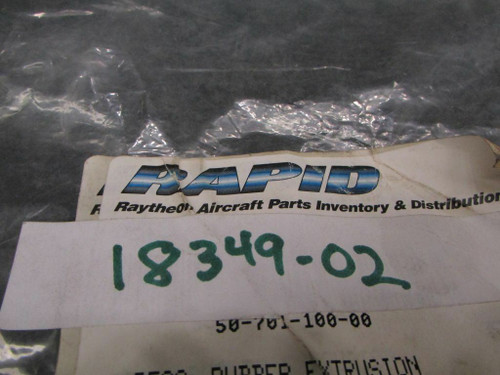 RAPID
Raytheon Aircraft Parts Inventory & Distribution
18349-02
50-701-100-00
RUBBER EXTRUSION